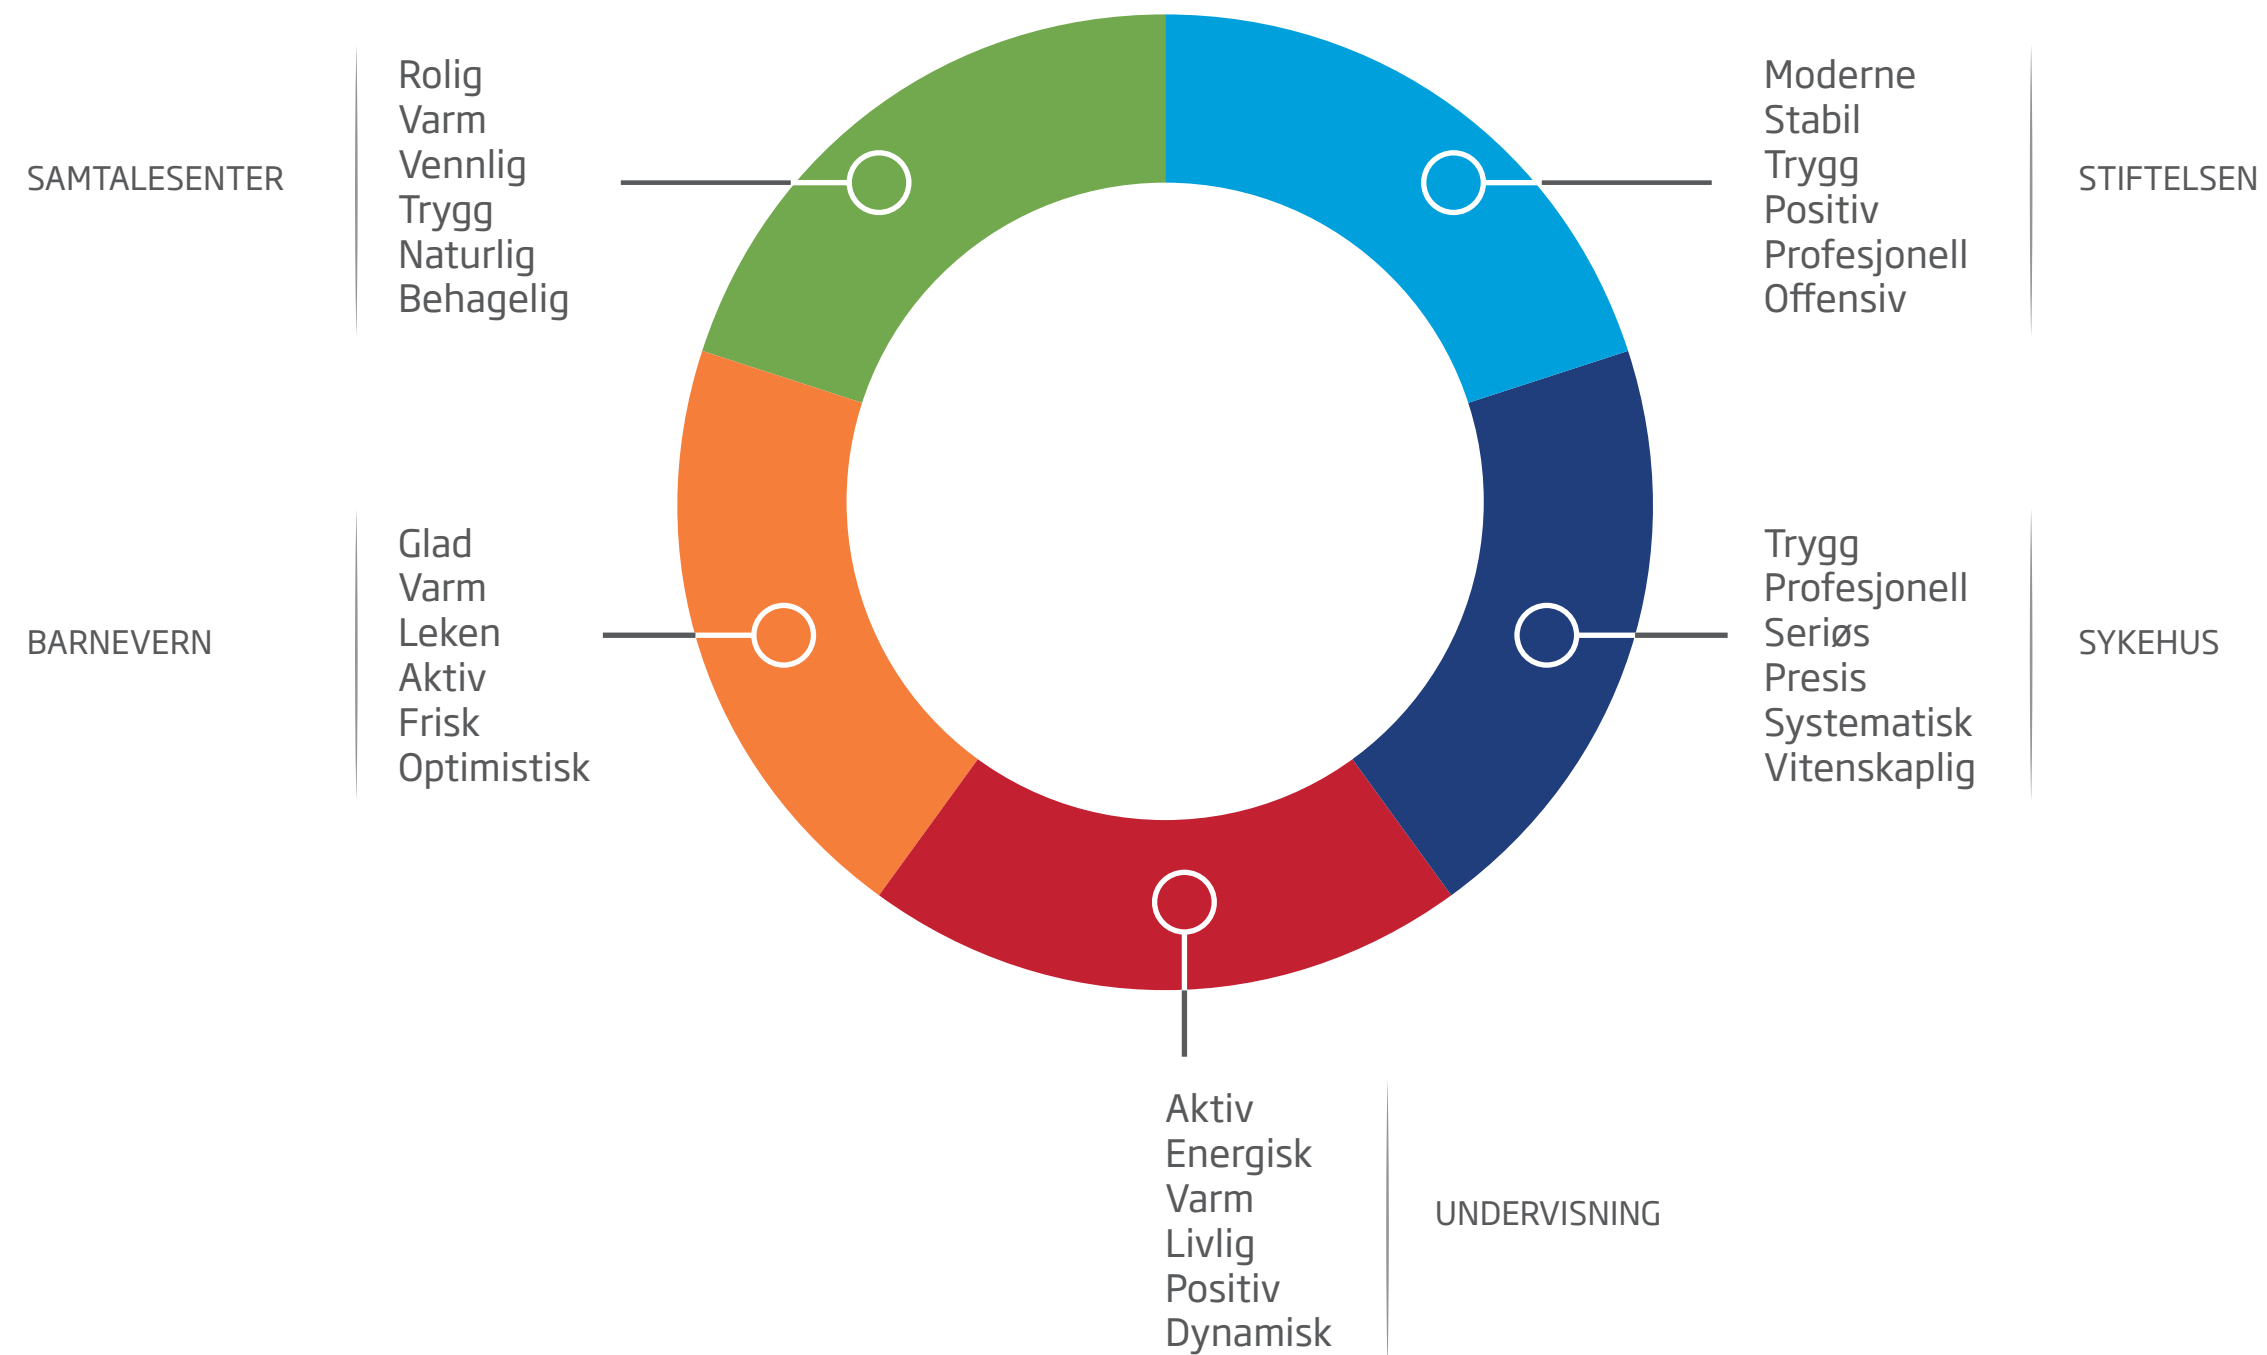 SAMTALESENTER
Rolig
Varm
Vennlig
Trygg
Naturlig
Behagelig
Moderne
Stabil
Trygg
Positiv
Profesjonell
Offensiv
STIFTELSEN
BARNEVERN
Glad
Varm
Leken
Aktiv
Frisk
Optimistisk
Trygg
Profesjonell
Seriøs
Presis
Systematisk
Vitenskaplig
SYKEHUS
Aktiv
Energisk
Varm
Livlig
Positiv
Dynamisk
UNDERVISNING